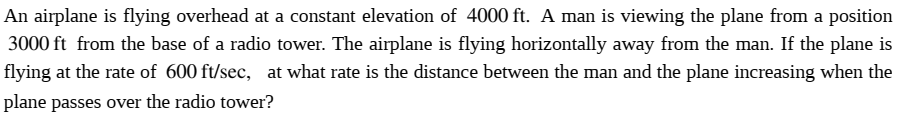 An airplane is flying overhead at a constant elevation of 4000 ft. A man is viewing the plane from a position
3000 ft from the base of a radio tower. The airplane is flying horizontally away from the man. If the plane is
flying at the rate of 600 ft/sec, at what rate is the distance between the man and the plane increasing when the
plane passes over the radio tower?